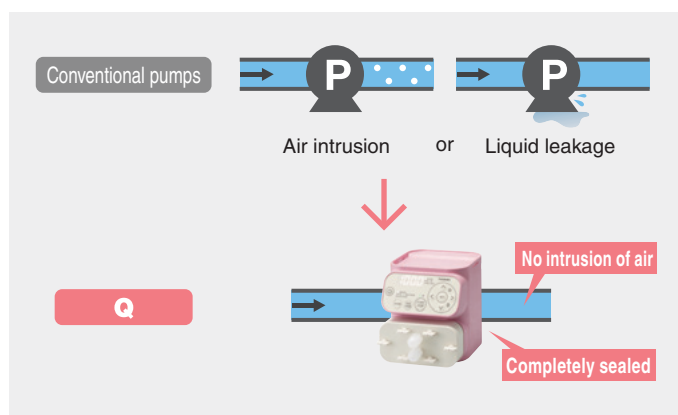 Conventional pumps
P
P
Air intrusion
or
Liquid leakage
No intrusion of air
Q
Completely sealed